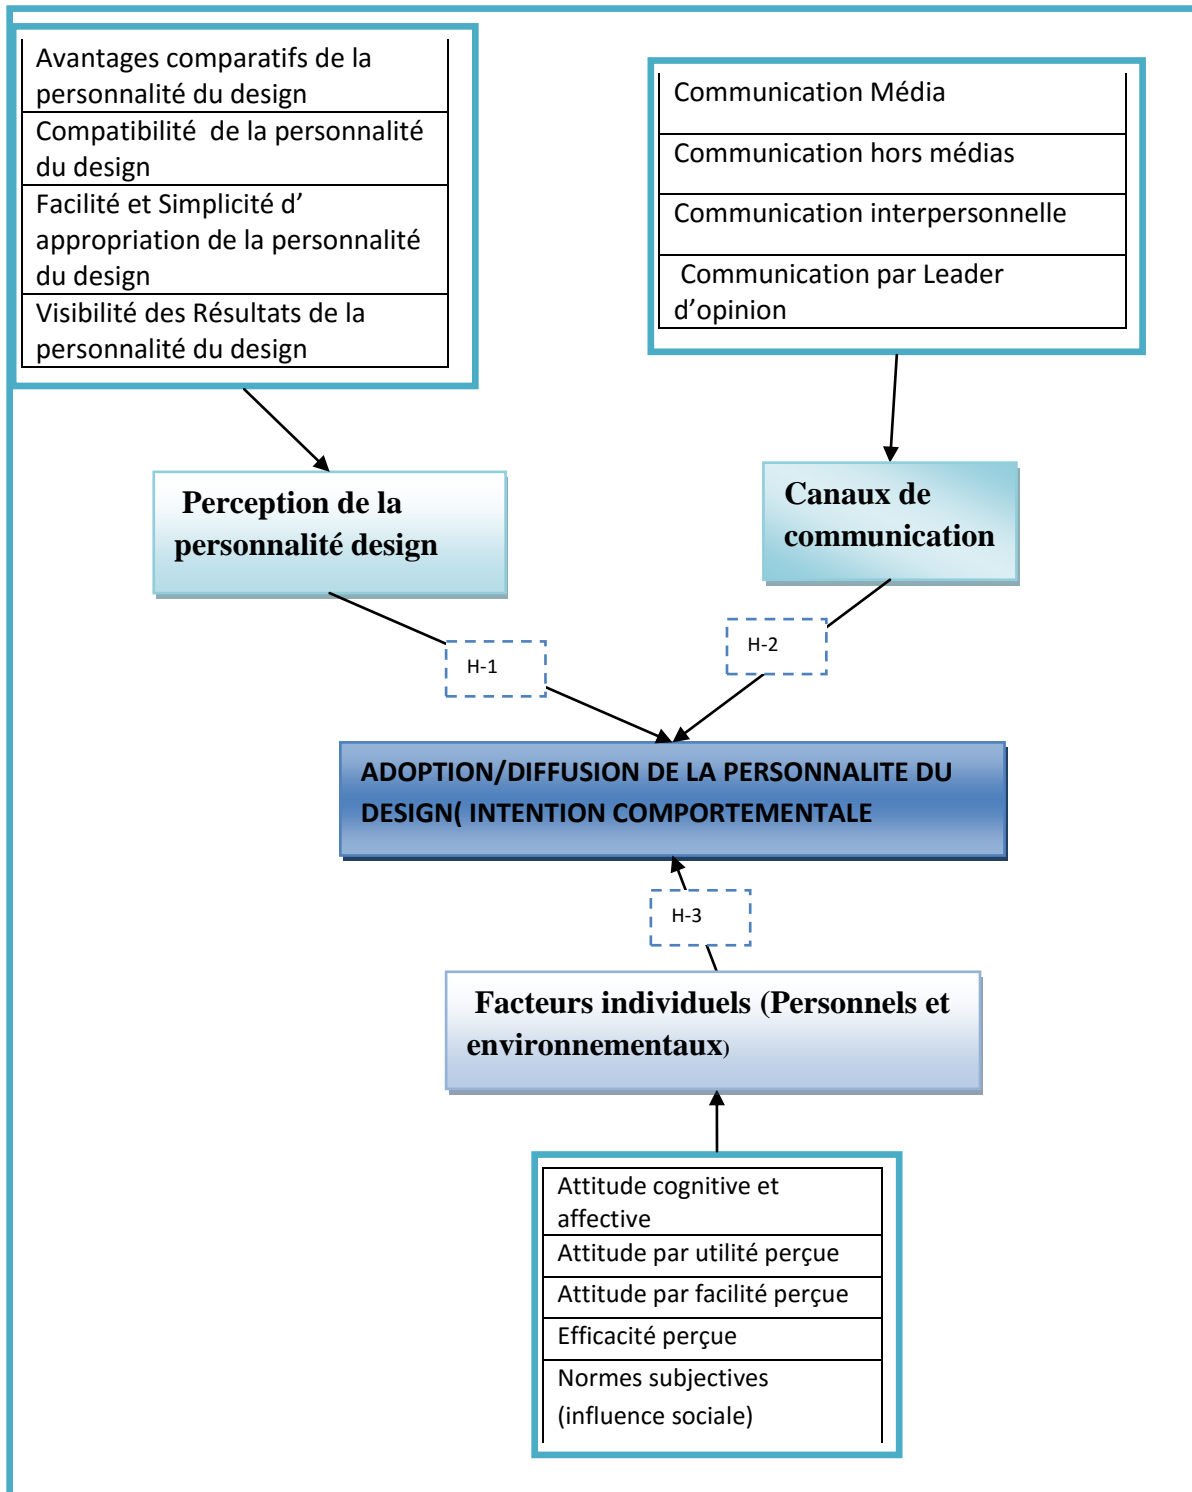 Avantages comparatifs de la
personnalité du design
Compatibilité de la personnalité
du design
Facilité et Simplicité d’
appropriation de la personnalité
du design
Visibilité des Résultats de la
personnalité du design
Communication Média
Communication hors médias
Communication interpersonnelle
Communication par Leader
d’opinion
Perception de la
personnalité design
Canaux de
communication
H-1
H-2
ADOPTION/DIFFUSION DE LA PERSONNALITE DU
DESIGN( INTENTION COMPORTEMENTALE
H-3
Facteurs individuels (Personnels et
environnementaux)
Attitude cognitive et
affective
Attitude par utilité perçue
Attitude par facilité perçue
Efficacité perçue
Normes subjectives
(influence sociale)